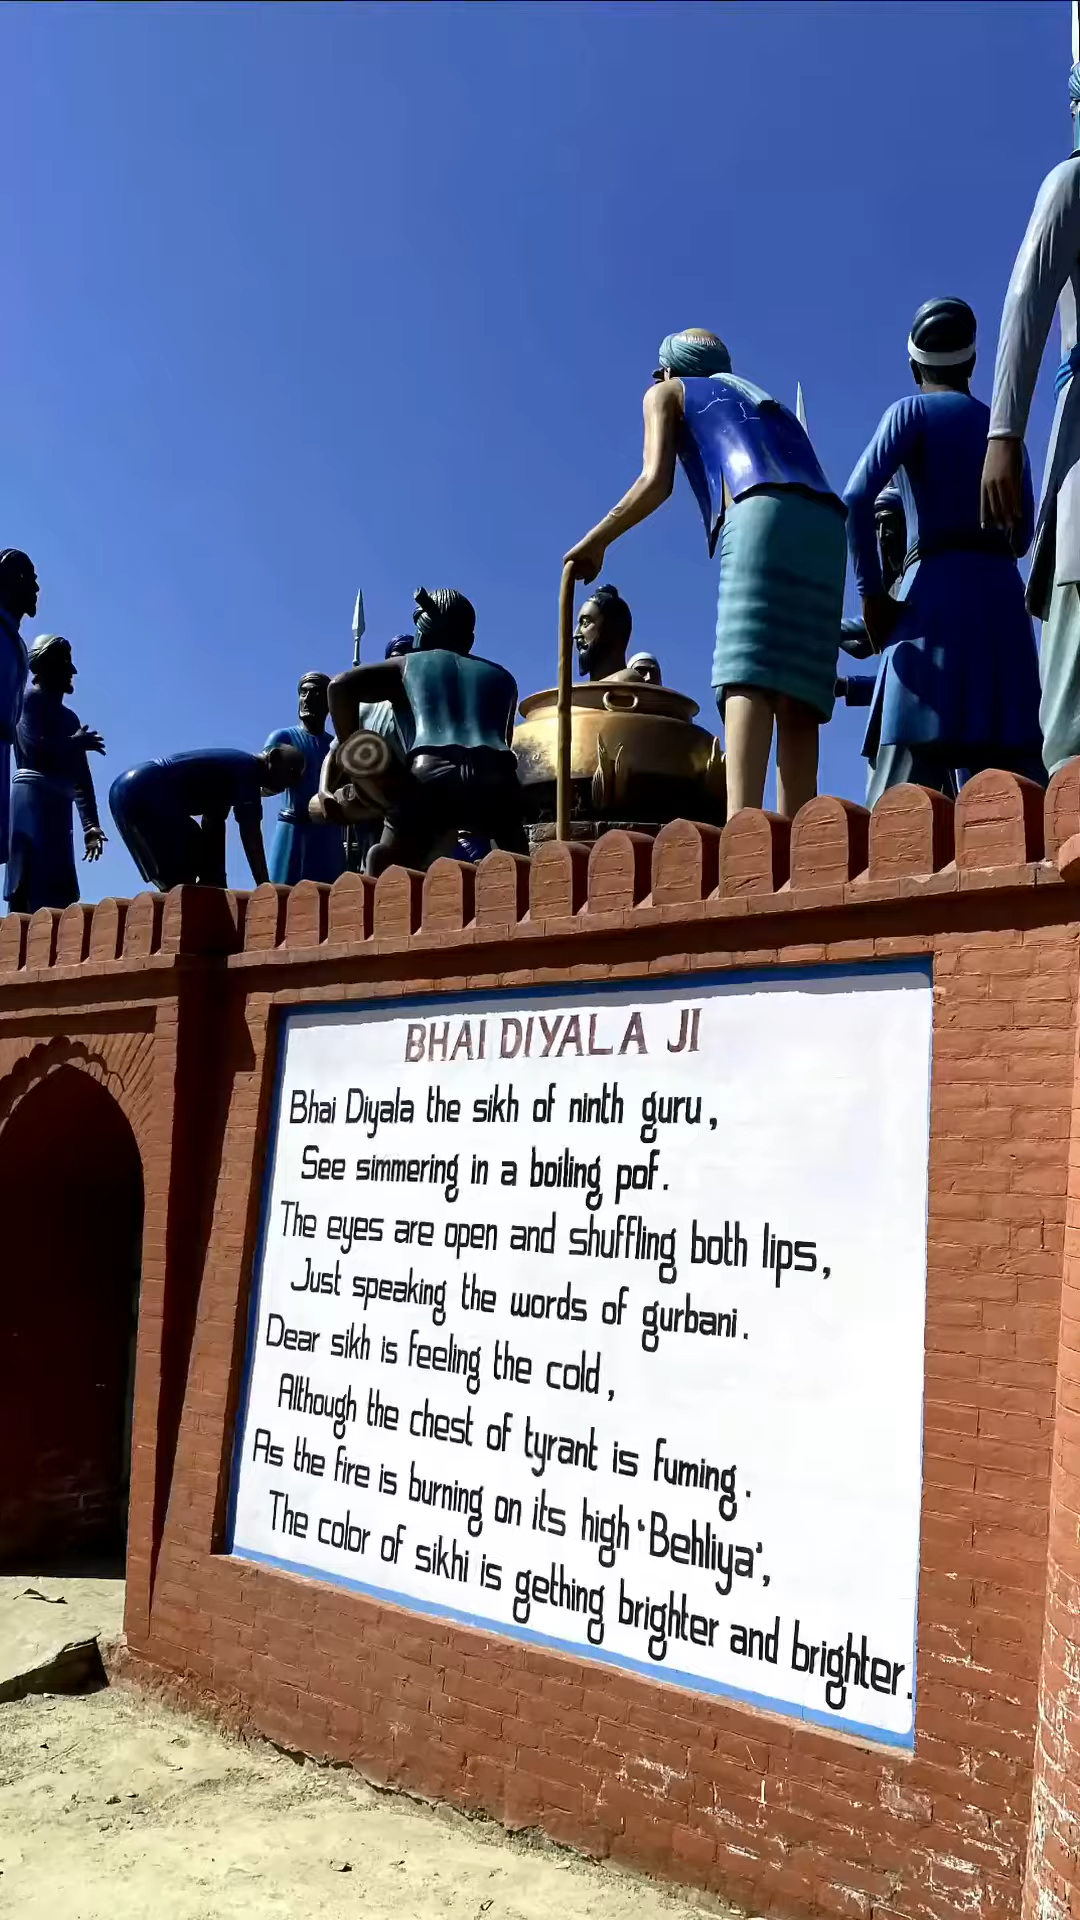 BHAI DIYALA JI
Bhai Diyala the sikh of ninth guru,
See simmering in a boiling pof.
The eyes are open and shuffling both lips,
Just speaking the words of gurbani.
Dear sikh is feeling the cold,
Although the chest of tyrant is fuming.
As the fire is burning on its high 'Behliya',
The color of sikhi is gething brighter and brighter.